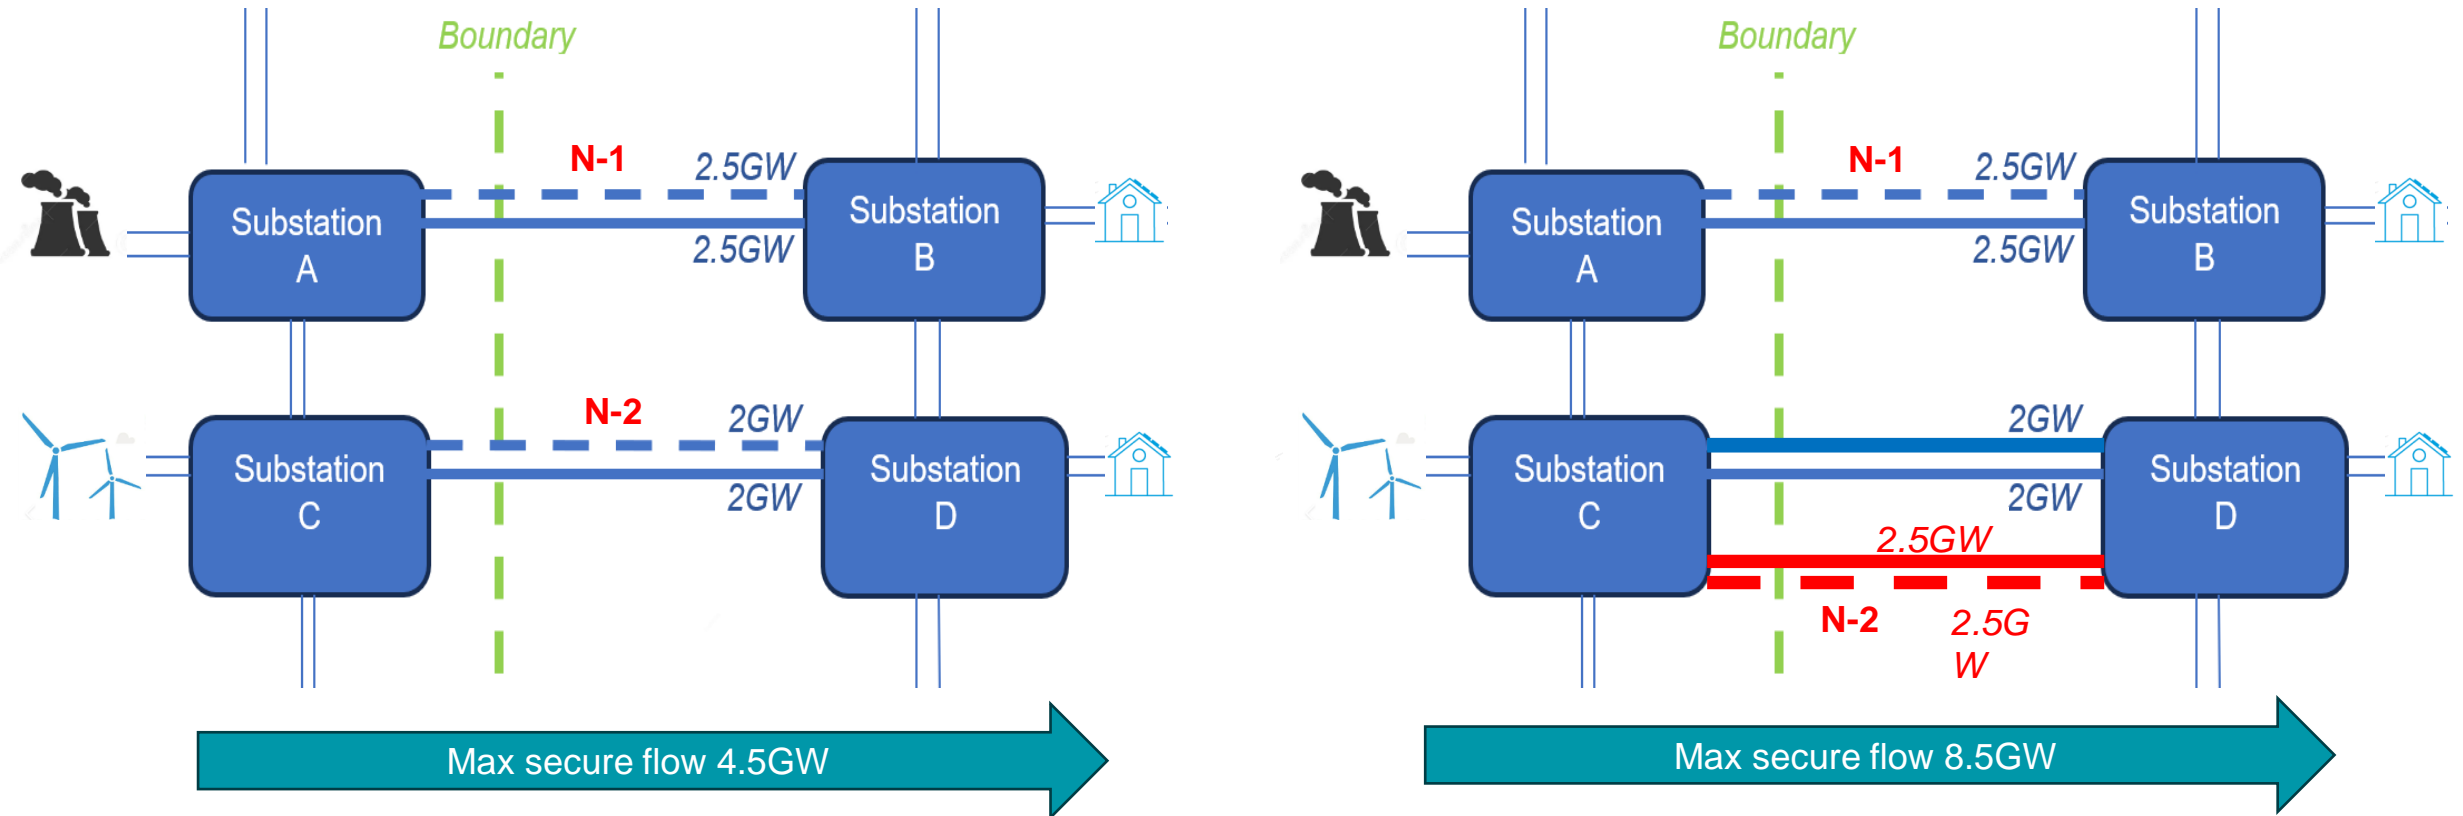 Boundary
N-1
2.5GW
2.5GW
Substation
A
Substation
B
N-2
2GW
2GW
Substation
C
Substation
D
Max secure flow 4.5GW
Boundary
N-1
2.5GW
2.5GW
Substation
A
Substation
B
2GW
2GW
Substation
C
Substation
D
2.5GW
N-2
2.5G
W
Max secure flow 8.5GW